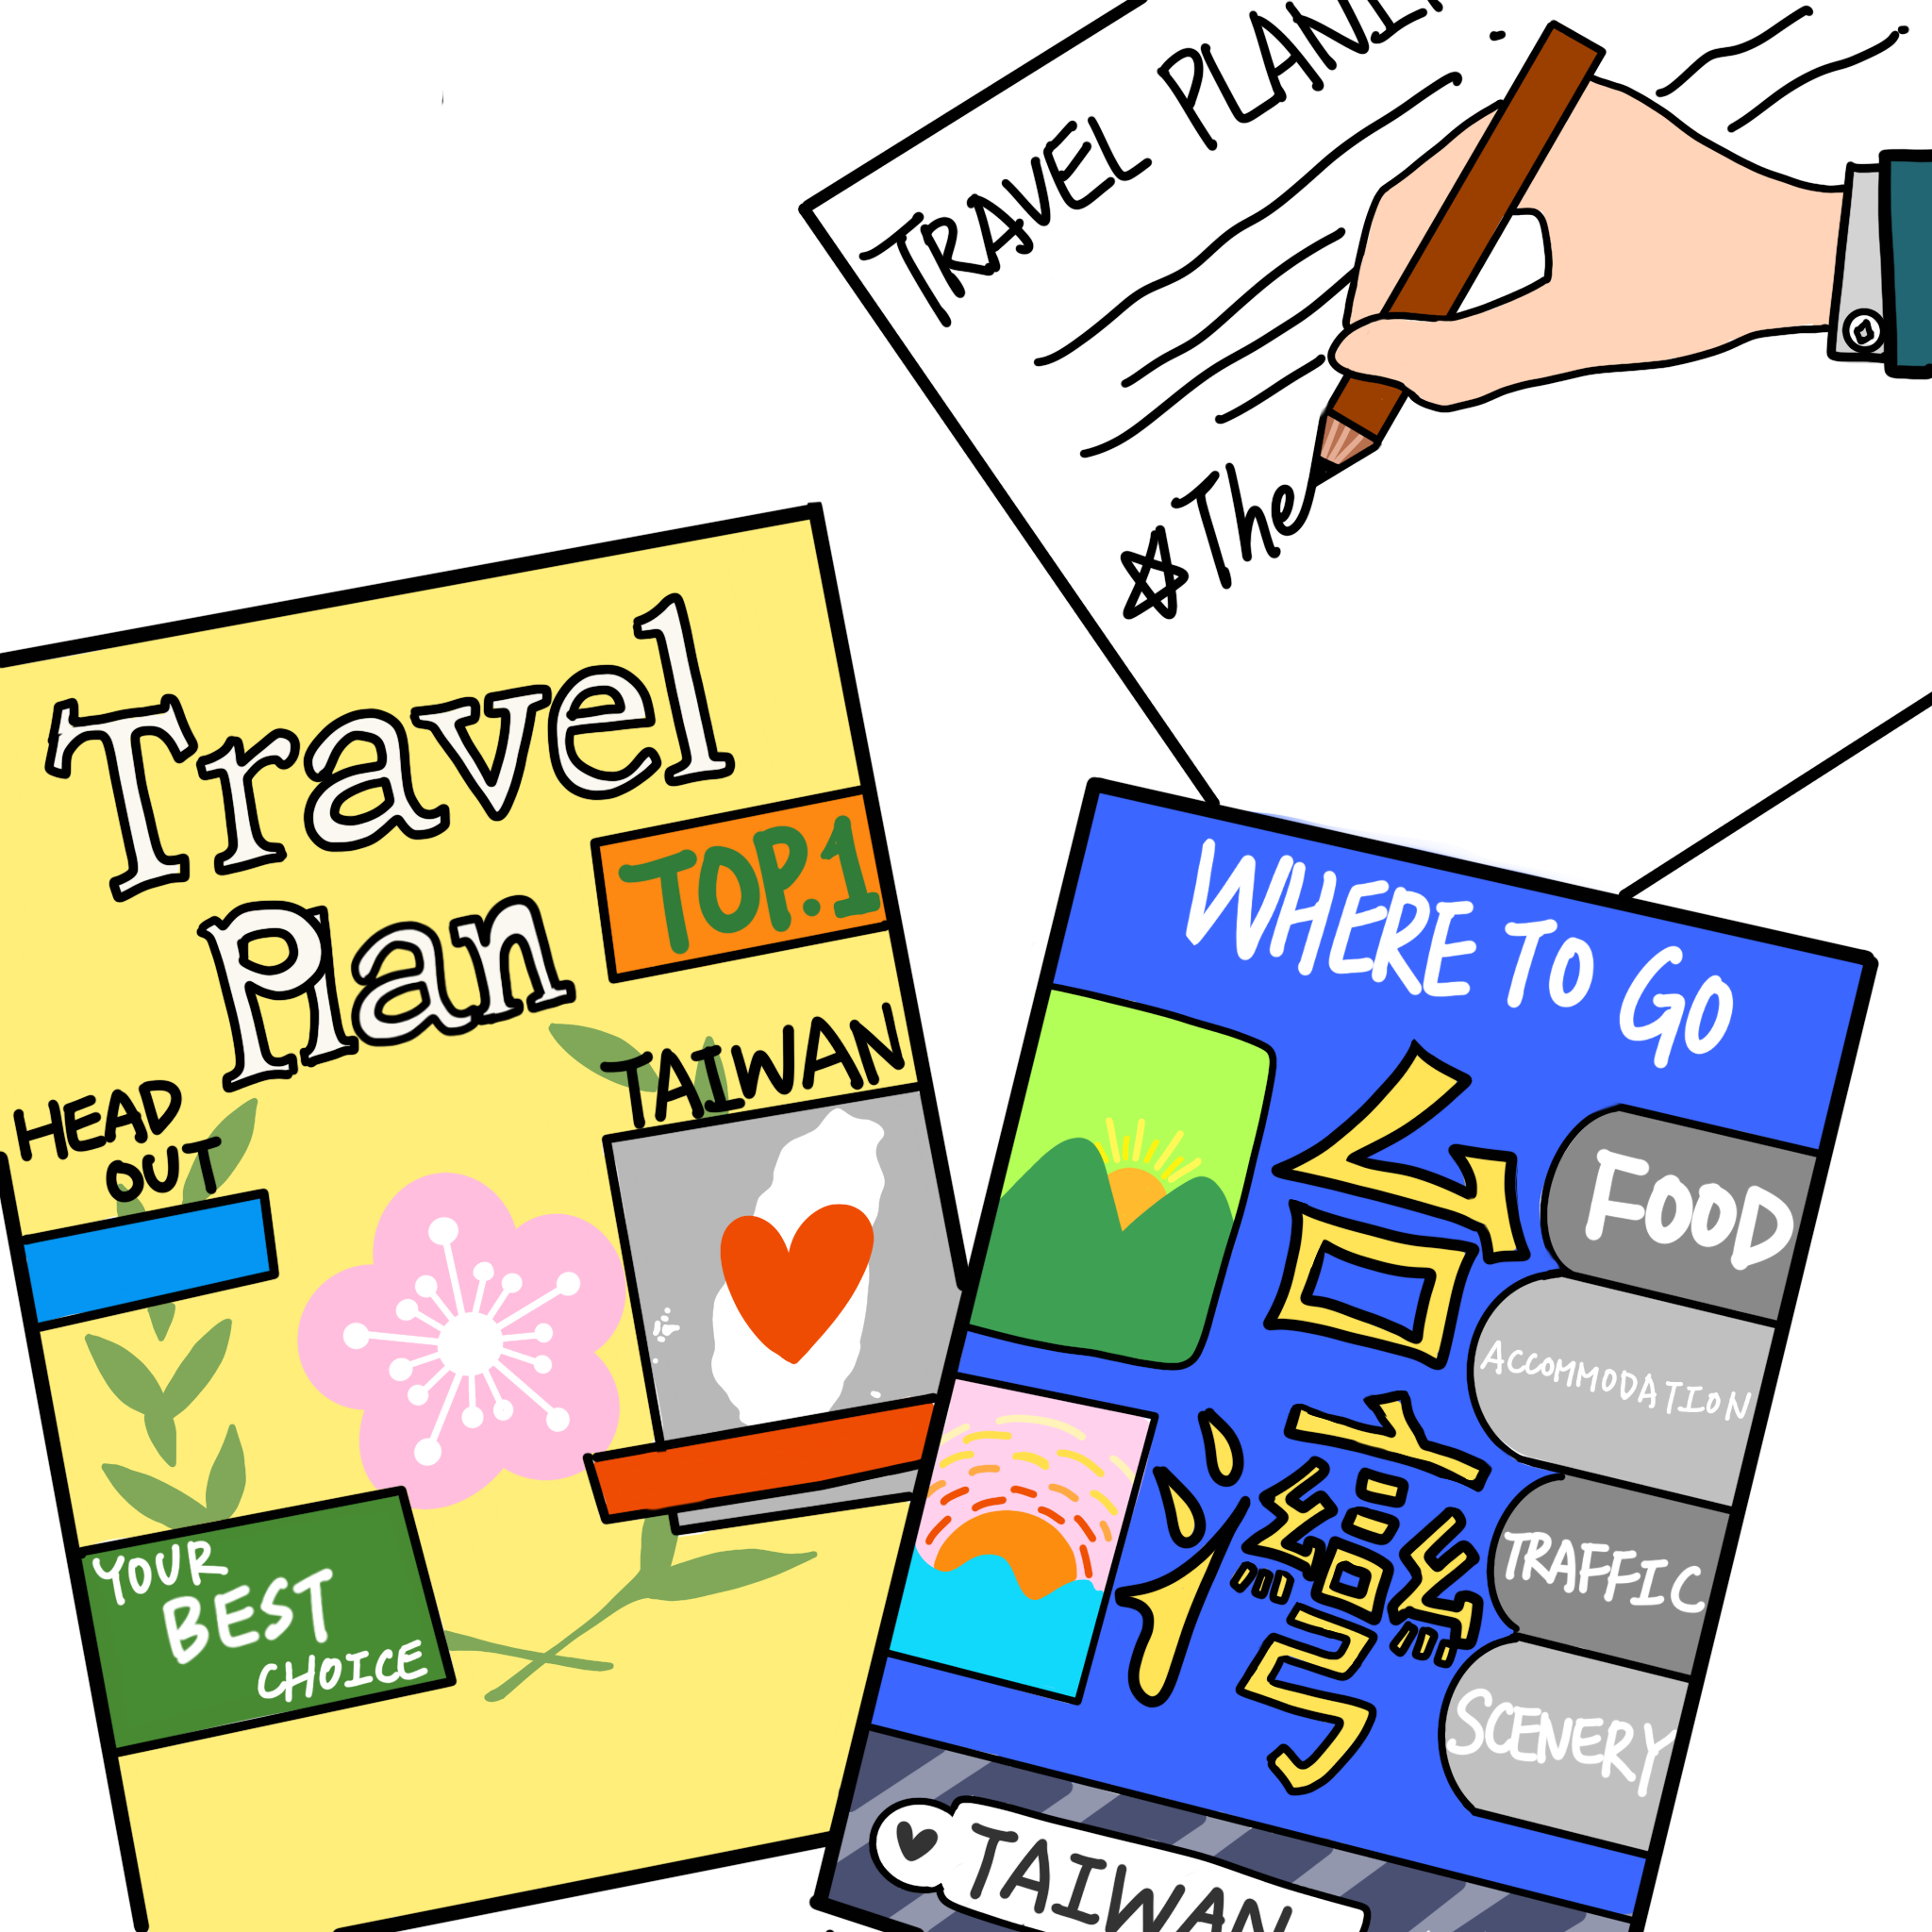 TRAVEL PLAN
☆The
Travel
Plan
TOP.1
TAIWAN
HEAD
OUT
YOUR
BEST
CHOICE
WHERE TO GO
台
灣
FOOD
ACCOMMODATION
TRAFFIC
SCENERY
♥TAIWAN